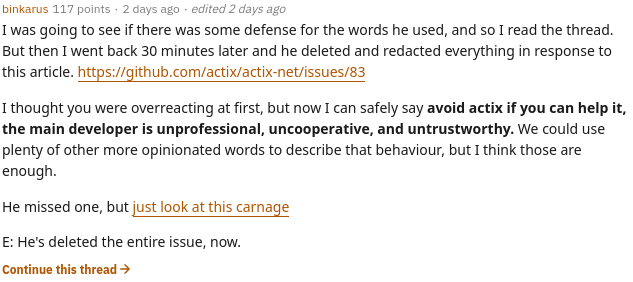 binkarus 117 points · 2 days ago · edited 2 days ago
I was going to see if there was some defense for the words he used, and so I read the thread.
But then I went back 30 minutes later and he deleted and redacted everything in response to
this article. https://github.com/actix/actix-net/issues/83
I thought you were overreacting at first, but now I can safely say avoid actix if you can help it,
the main developer is unprofessional, uncooperative, and untrustworthy. We could use
plenty of other more opinionated words to describe that behaviour, but I think those are
enough.
He missed one, but just look at this carnage
E: He's deleted the entire issue, now.
Continue this thread →